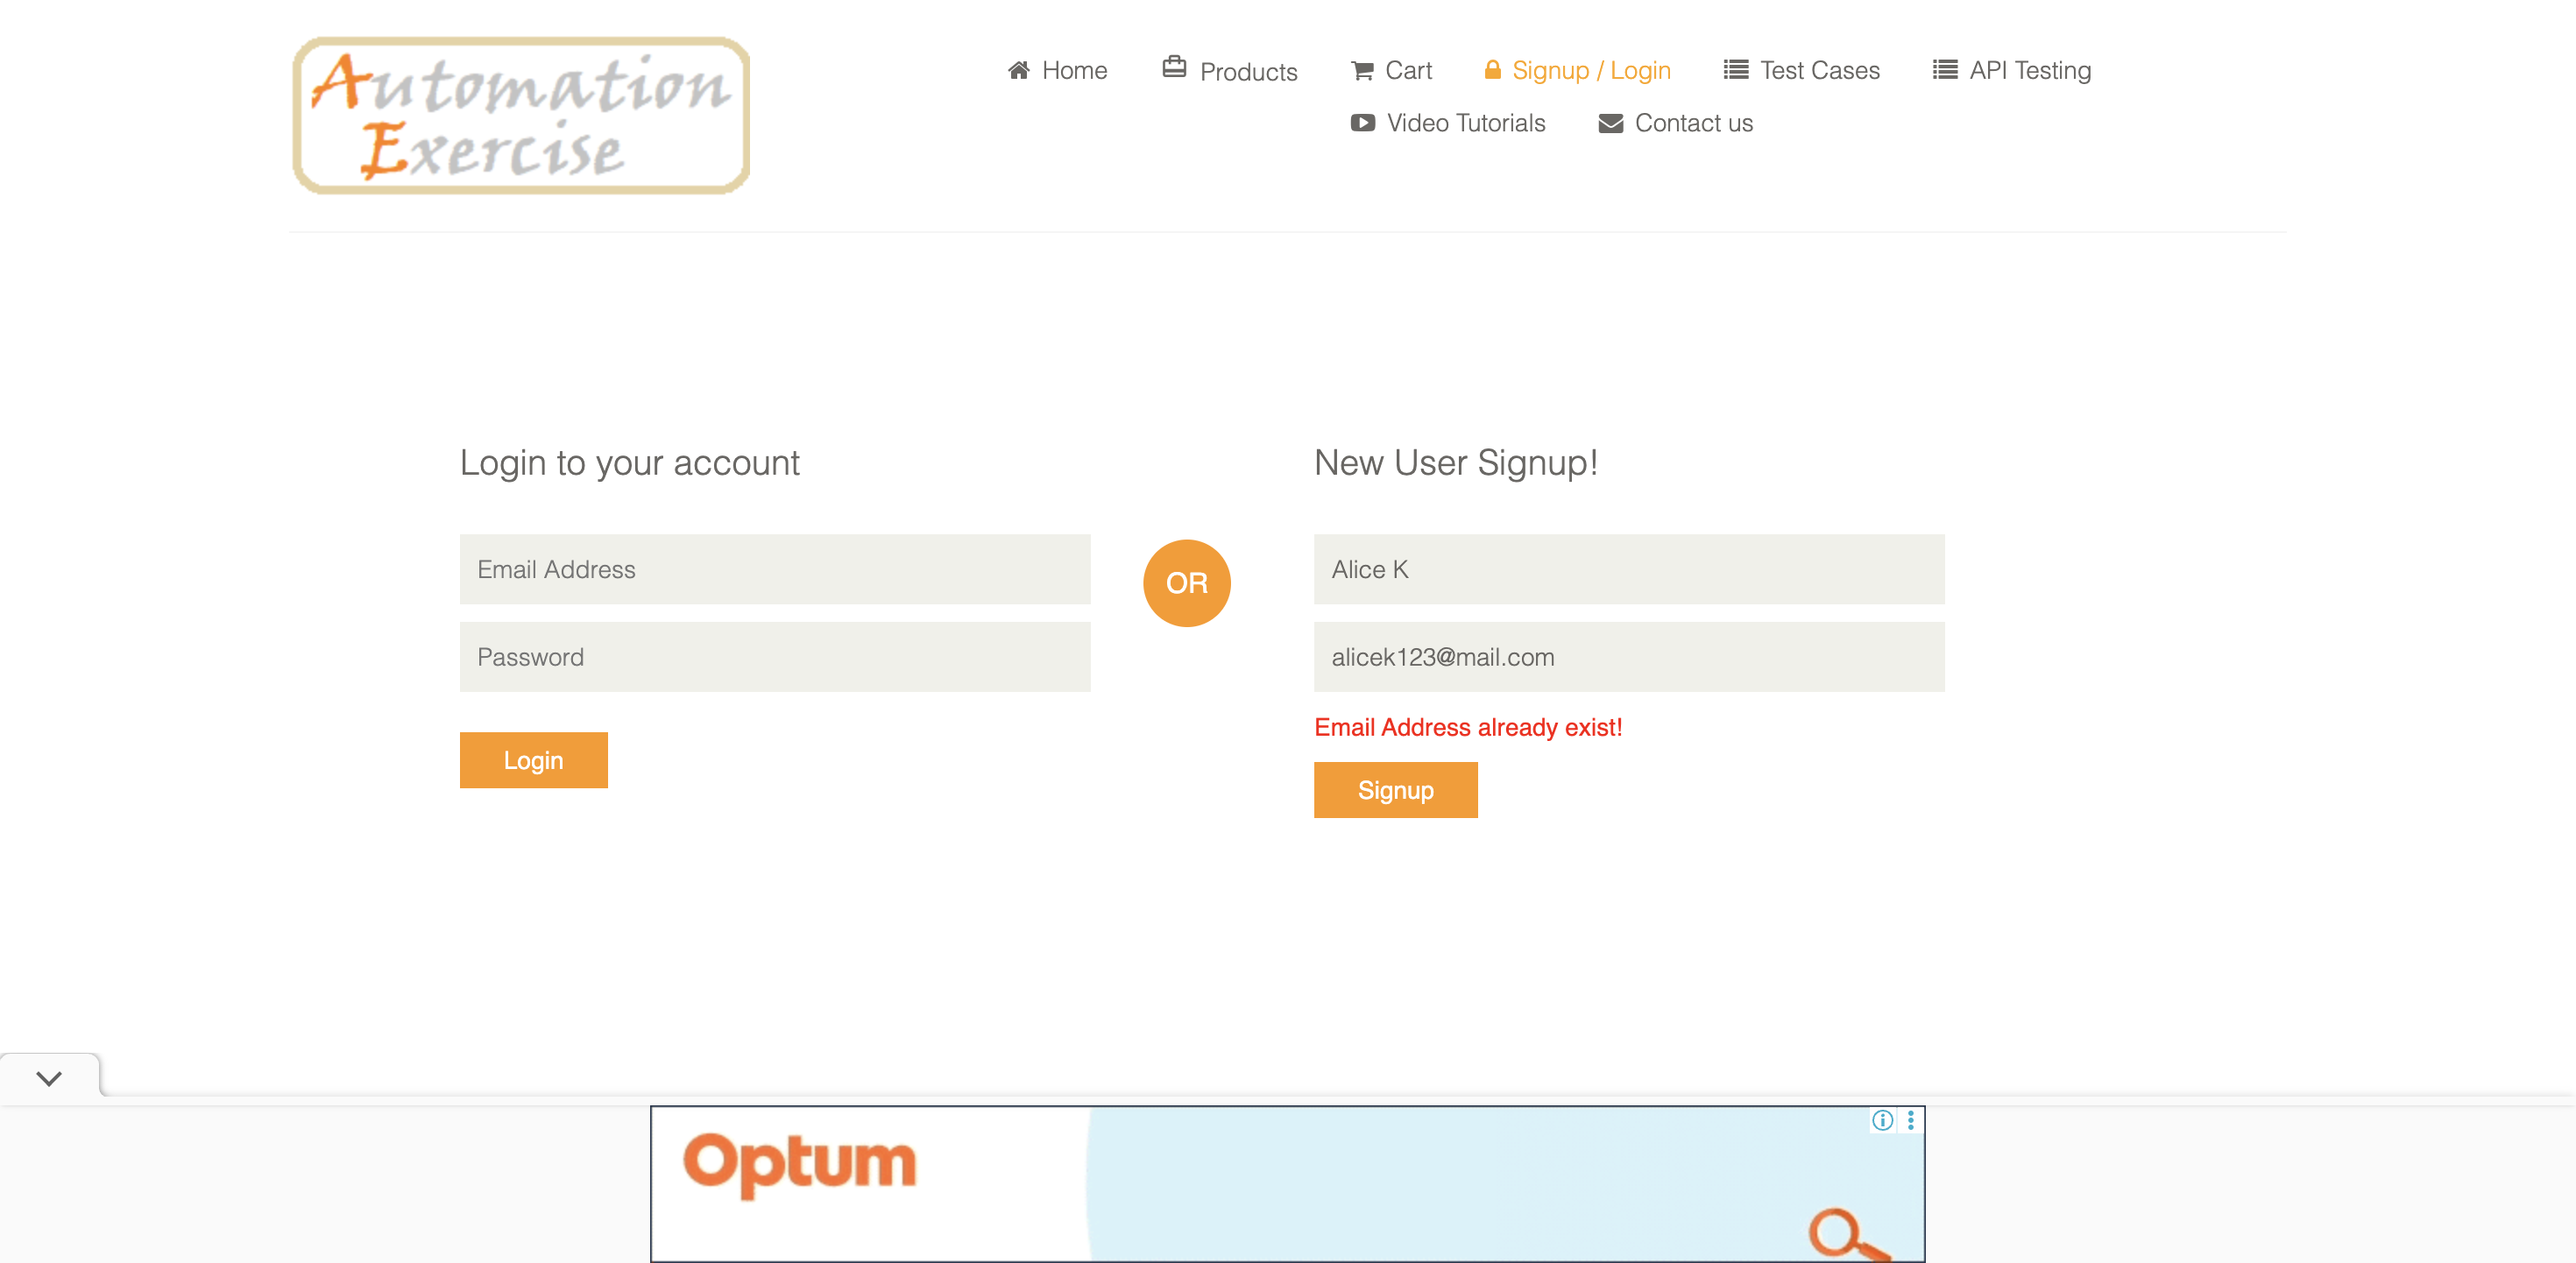 Automation
Exercise
Home Products Cart Signup / Login Test Cases API Testing
Video Tutorials Contact us
Login to your account
Email Address
Password
Login
OR
New User Signup!
Alice K
alicek123@mail.com
Email Address already exist!
Signup
Optum